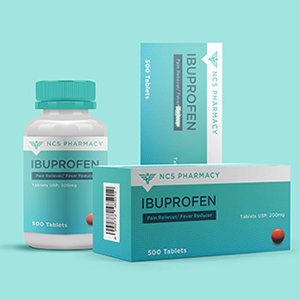 NCS PHARMACY
IBUPROFEN
Pain Reliever/ Fever Reducer
Tablets USP, 200mg
500 Tablets
NCS PHARMACY
IBUPROFEN
Pain Reliever/ Fever
500 Tablets
NCS PHARMACY
IBUPROFEN
Pain Reliever/ Fever Reducer
Tablets USP, 200mg
500 Tablets